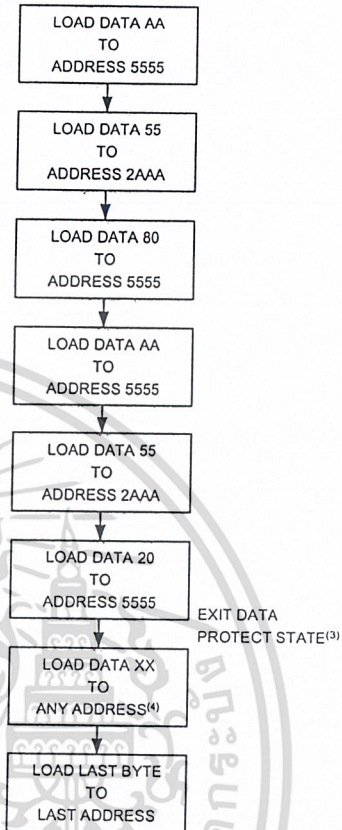 LOAD DATA AA
TO
ADDRESS 5555
LOAD DATA 55
TO
ADDRESS 2AAA
LOAD DATA 80
TO
ADDRESS 5555
LOAD DATA AA
TO
ADDRESS 5555
LOAD DATA 55
TO
ADDRESS 2AAA
LOAD DATA 20
TO
ADDRESS 5555
EXIT DATA
PROTECT STATE(3)
LOAD DATA XX
TO
ANY ADDRESS(4)
LOAD LAST BYTE
TO
LAST ADDRESS